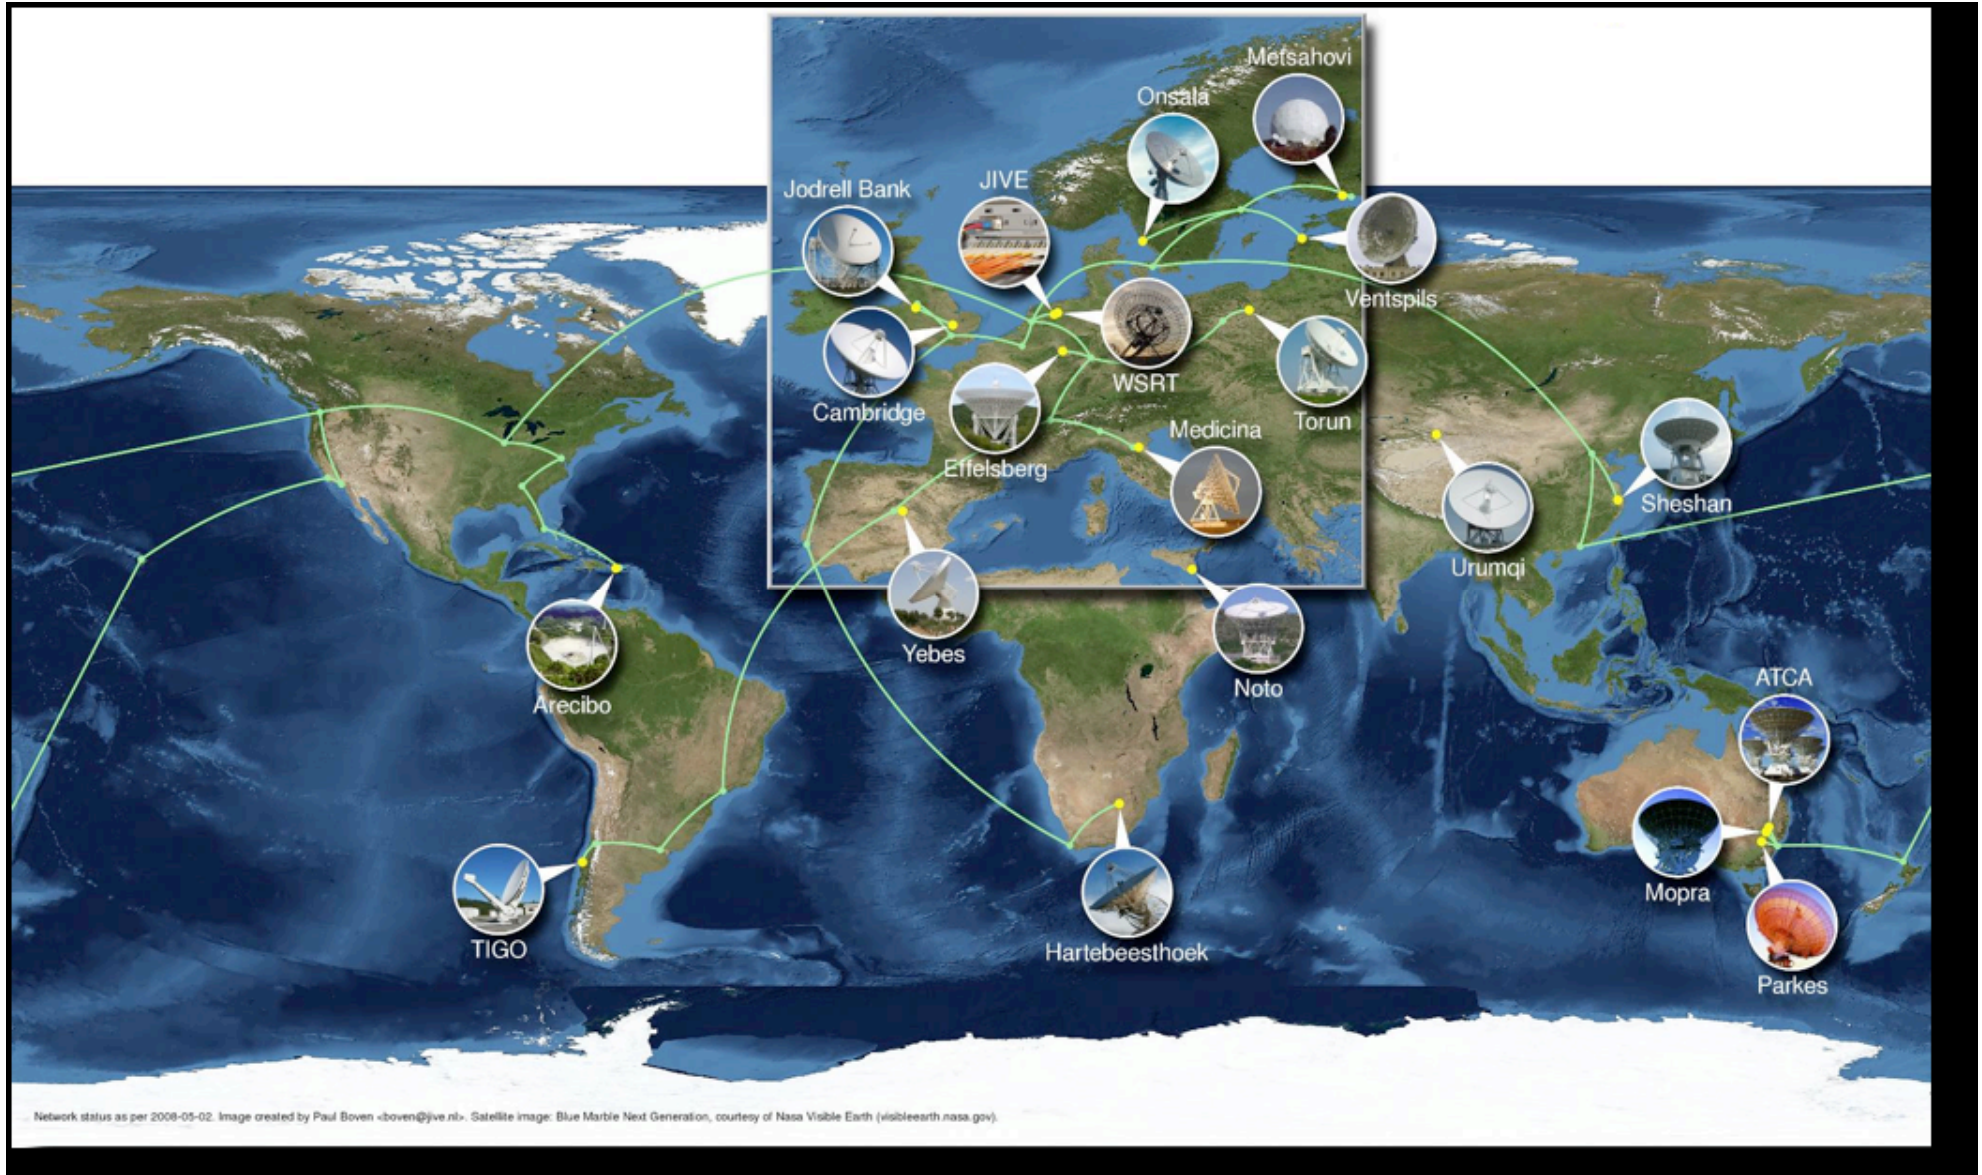 Metsahovi
Onsala
JIVE
Jodrell Bank
Ventspils
WSRT
Cambridge
Torun
Medicina
Effelsberg
Sheshan
Urumqi
Yebes
Noto
ATCA
Arecibo
Mopra
TIGO
Hartebeesthoek
Parkes
Network status as per 2008-05-02. Image created by Paul Boven <boven@jive.nl>. Satellite image: Blue Marble Next Generation, courtesy of Nasa Visible Earth (visibleearth.nasa.gov).